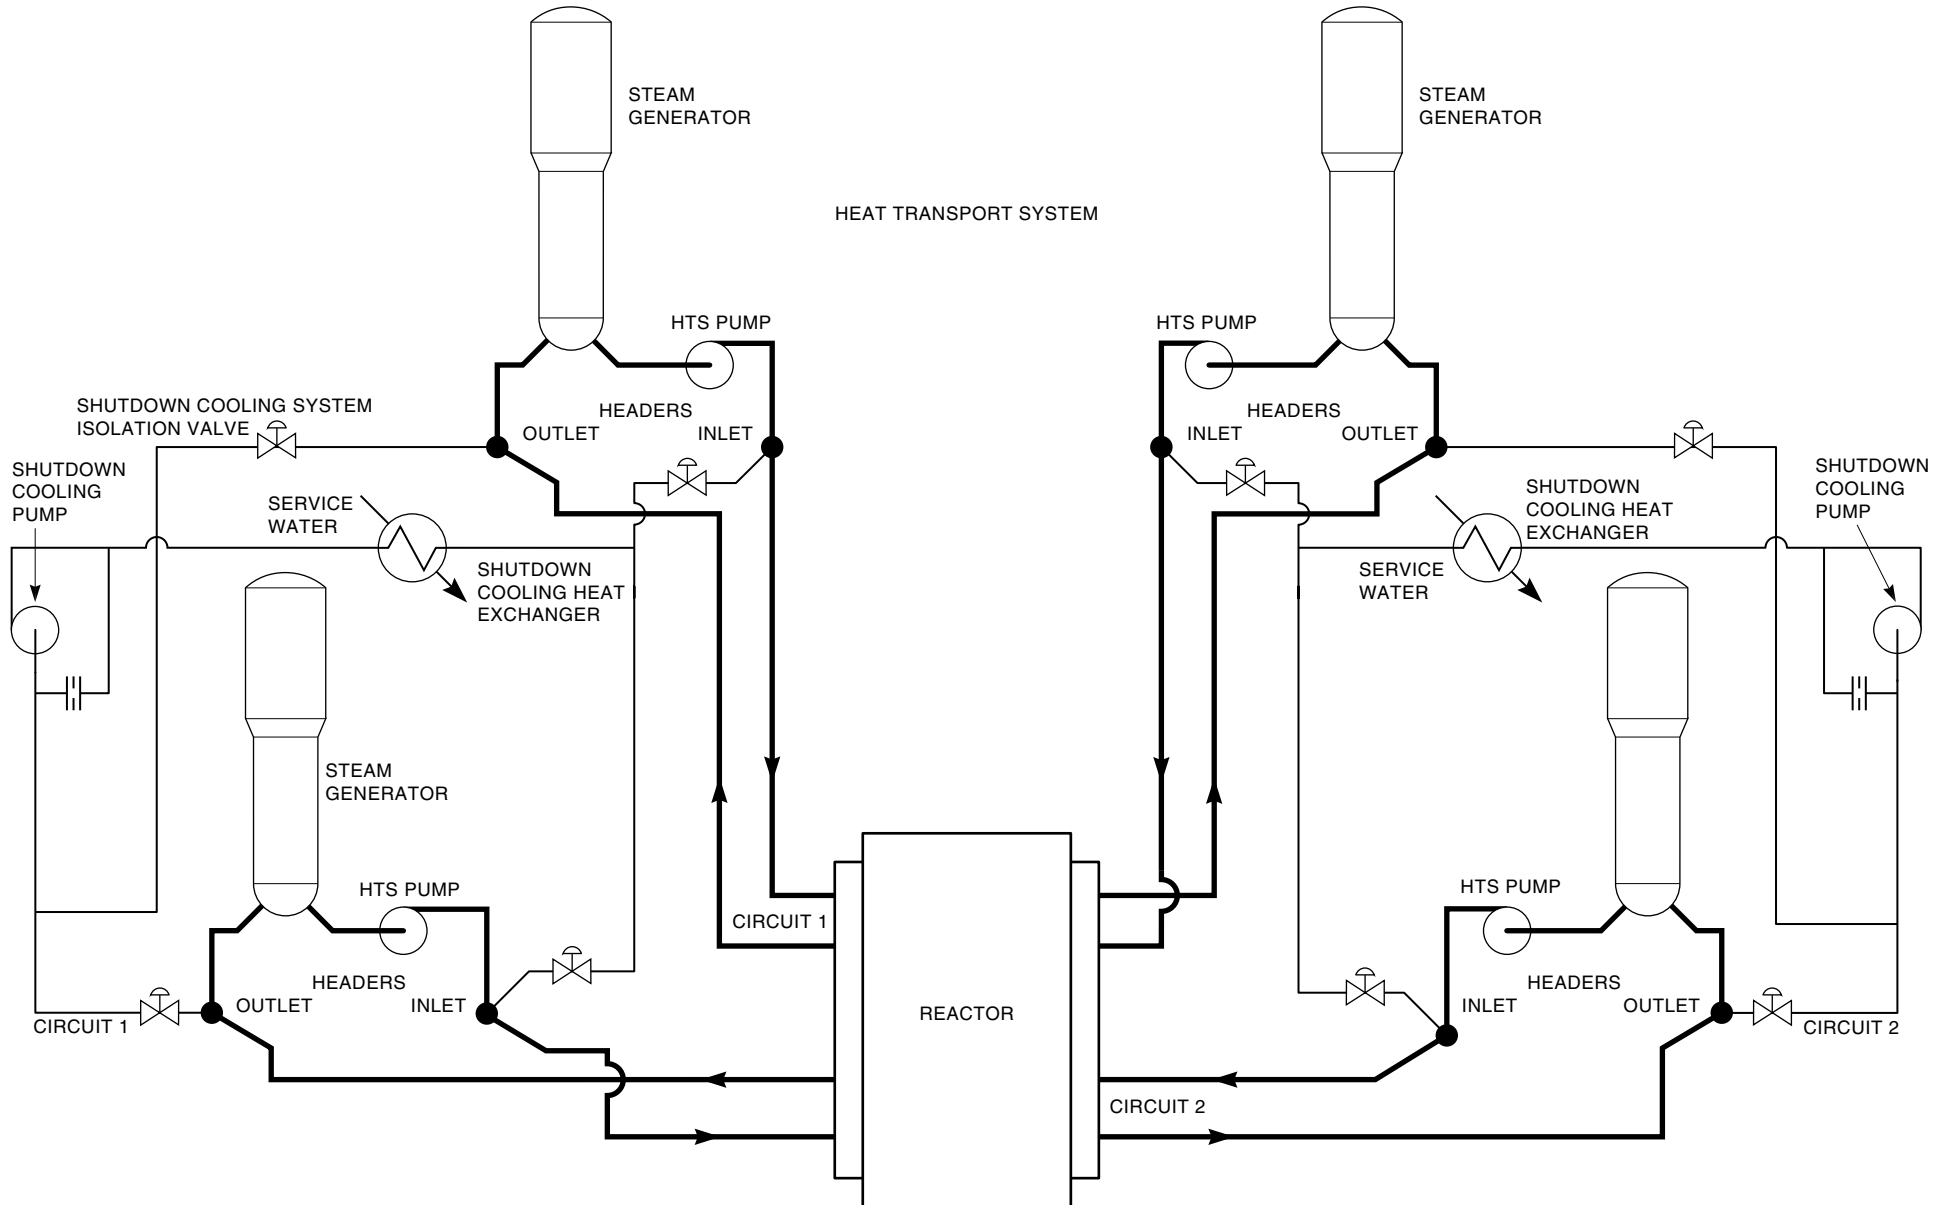 STEAM
GENERATOR
STEAM
GENERATOR
HEAT TRANSPORT SYSTEM
HTS PUMP
HTS PUMP
SHUTDOWN COOLING SYSTEM
ISOLATION VALVE
HEADERS
OUTLET
INLET
HEADERS
INLET
OUTLET
SHUTDOWN
COOLING
PUMP
SERVICE
WATER
SHUTDOWN
COOLING HEAT
EXCHANGER
SHUTDOWN
COOLING HEAT
EXCHANGER
SERVICE
WATER
SHUTDOWN
COOLING
PUMP
STEAM
GENERATOR
HTS PUMP
CIRCUIT 1
HTS PUMP
HEADERS
OUTLET
INLET
CIRCUIT 1
REACTOR
HEADERS
INLET
OUTLET
CIRCUIT 2
CIRCUIT 2